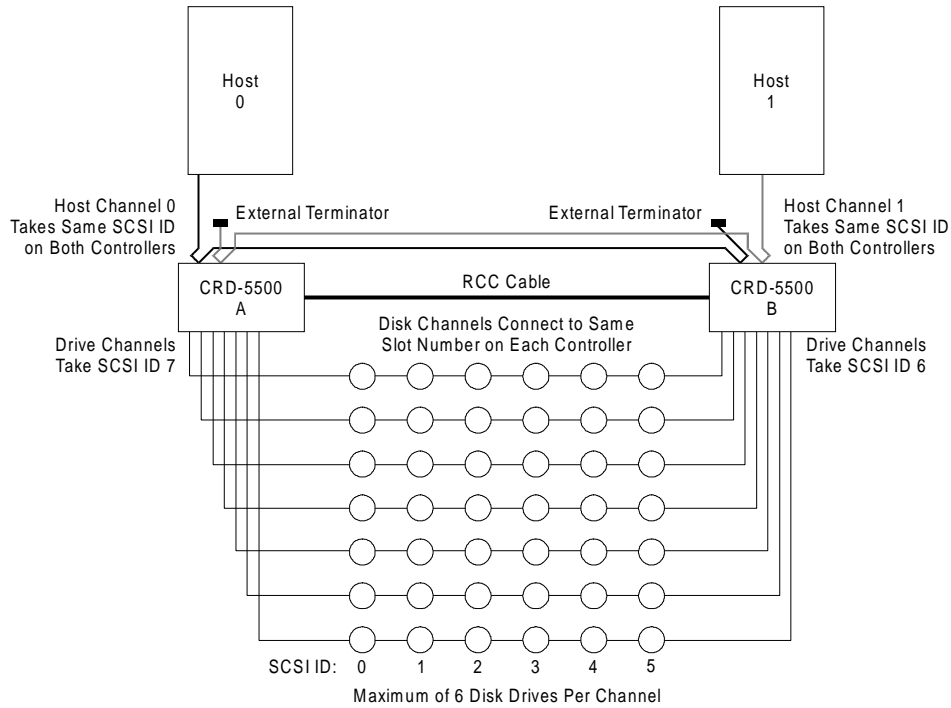 Host
0
Host
1
Host Channel 0
Takes Same SCSI ID
on Both Controllers
External Terminator
External Terminator
Host Channel 1
Takes Same SCSI ID
on Both Controllers
CRD-5500
A
RCC Cable
CRD-5500
B
Drive Channels
Take SCSI ID 7
Disk Channels Connect to Same
Slot Number on Each Controller
Drive Channels
Take SCSI ID 6
SCSI ID: 0 1 2 3 4 5
Maximum of 6 Disk Drives Per Channel